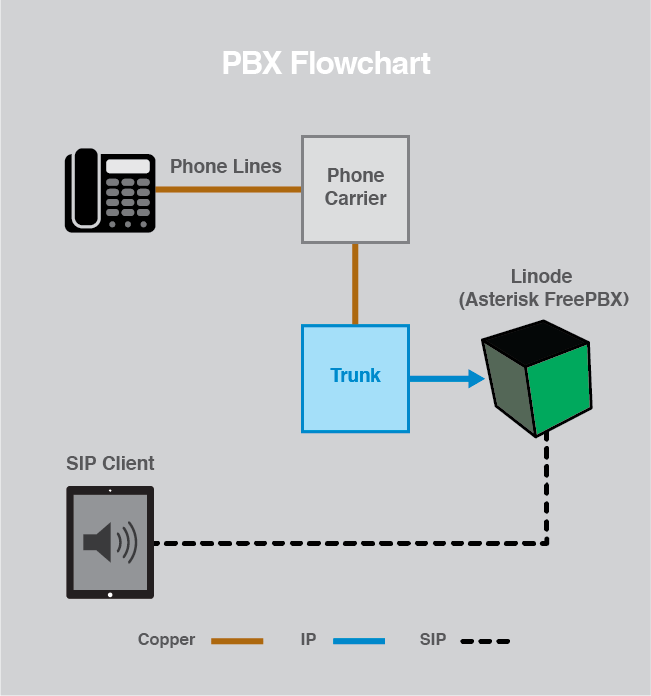 PBX Flowchart
Phone Lines
Phone
Carrier
Linode
(Asterisk FreePBX)
Trunk
SIP Client
Copper
IP
SIP